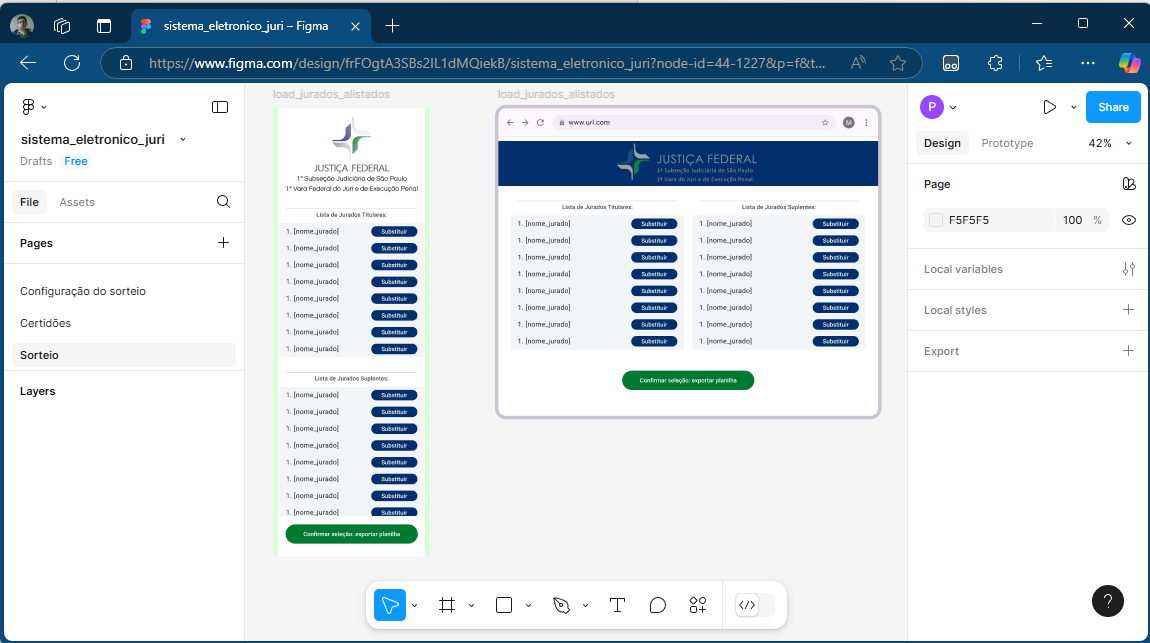 sistema_eletronico_juri – Figma
https://www.figma.com/design/frFOgtA3SBs2IL1dMQiekB/sistema_eletronico_juri?node-id=44-1227&p=f&t...
sistema_eletronico_juri
Drafts Free
File Assets
Pages
Configuração do sorteio
Certidões
Sorteio
Layers
load_jurados_alistados
JUSTIÇA FEDERAL
1ª Subseção Judiciária de São Paulo
1ª Vara Federal do Júri e de Execução Penal
Lista de Jurados Titulares:
1. [nome_jurado] Substituir
1. [nome_jurado] Substituir
1. [nome_jurado] Substituir
1. [nome_jurado] Substituir
1. [nome_jurado] Substituir
1. [nome_jurado] Substituir
1. [nome_jurado] Substituir
1. [nome_jurado] Substituir
Lista de Jurados Suplentes:
1. [nome_jurado] Substituir
1. [nome_jurado] Substituir
1. [nome_jurado] Substituir
1. [nome_jurado] Substituir
1. [nome_jurado] Substituir
1. [nome_jurado] Substituir
1. [nome_jurado] Substituir
1. [nome_jurado] Substituir
Confirmar seleção: exportar planilha
load_jurados_alistados
www.url.com
M
JUSTIÇA FEDERAL
1ª Subseção Judiciária de São Paulo
1ª Vara do Júri e de Execução Penal
Lista de Jurados Titulares:
1. [nome_jurado] Substituir
1. [nome_jurado] Substituir
1. [nome_jurado] Substituir
1. [nome_jurado] Substituir
1. [nome_jurado] Substituir
1. [nome_jurado] Substituir
1. [nome_jurado] Substituir
1. [nome_jurado] Substituir
Lista de Jurados Suplentes:
1. [nome_jurado] Substituir
1. [nome_jurado] Substituir
1. [nome_jurado] Substituir
1. [nome_jurado] Substituir
1. [nome_jurado] Substituir
1. [nome_jurado] Substituir
1. [nome_jurado] Substituir
1. [nome_jurado] Substituir
Confirmar seleção: exportar planilha
P
Share
Design Prototype 42%
Page
F5F5F5 100 %
Local variables
Local styles
Export
?